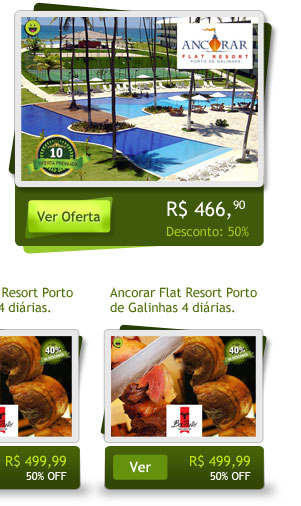 ANCORAR
FLAT RESORT
PORTO DE GALINHAS
10
OFERTA PREMIADA
Ver Oferta
R$ 466,90
Desconto: 50%
Resort Porto
4 diárias.
Ancorar Flat Resort Porto
de Galinhas 4 diárias.
40%
40%
R$ 499,99
50% OFF
Ver
R$ 499,99
50% OFF